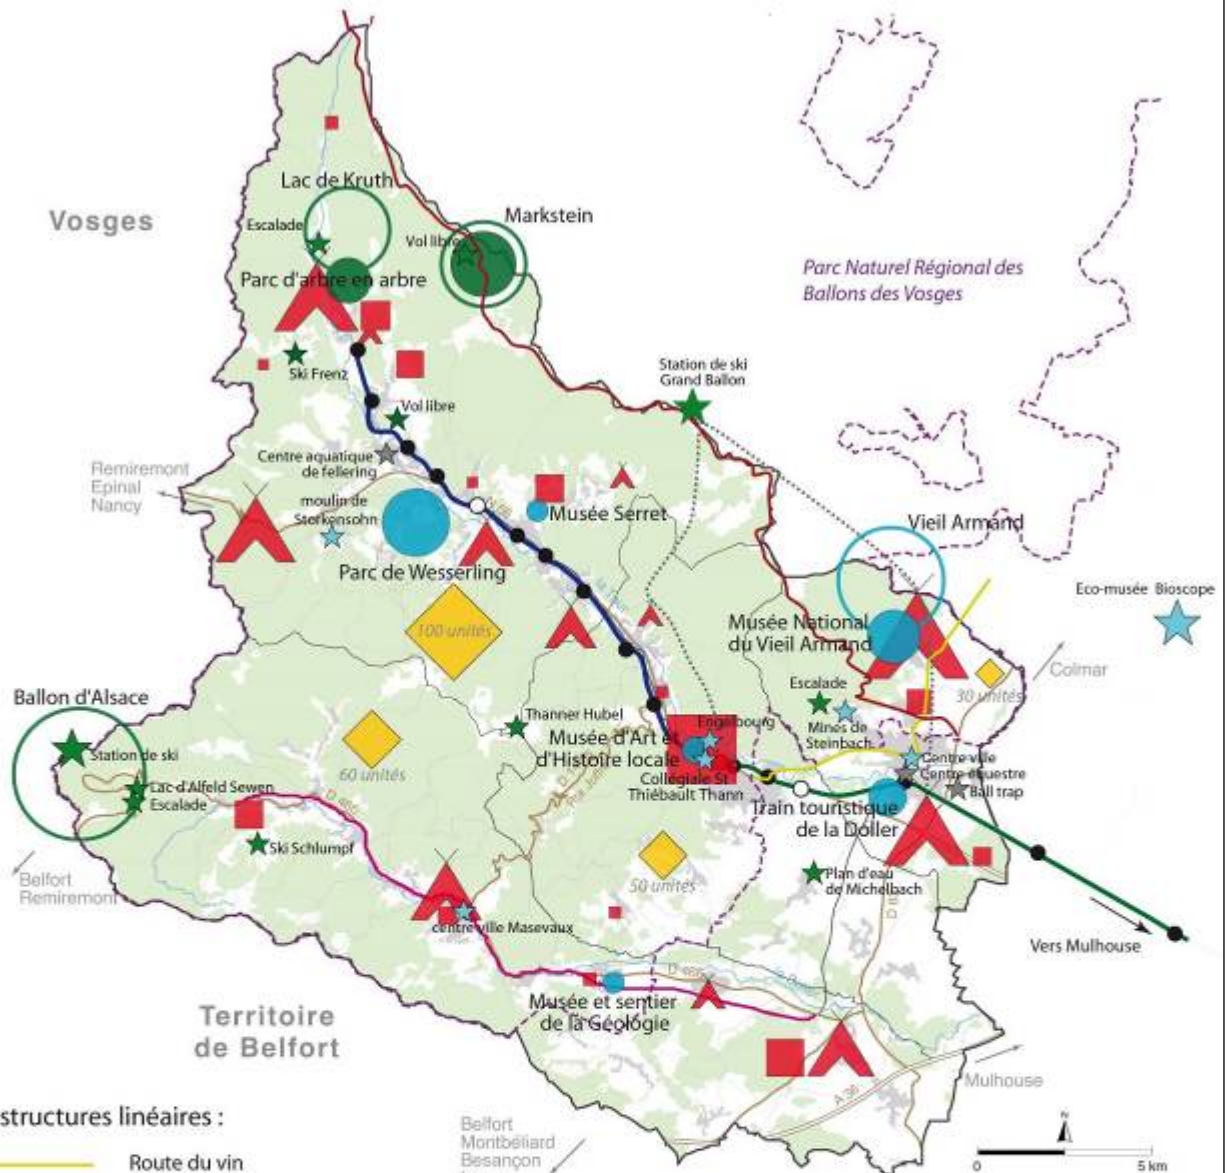 Vosges
Lac de Kruth
Escalade
Markstein
Vol libre
Parc d'arbre en arbre
Parc Naturel Régional des
Ballons des Vosges
Ski Frenz
Station de ski
Grand Ballon
Vol libre
Centre aquatique
de fellering
Remiremont
Epinal
Nancy
moulin de
Storkensohn
Musée Serret
Vieil Armand
Parc de Wesserling
Eco-musée Bioscope
Musée National
du Vieil Armand
100 unités
Colmar
Escalade
30 unités
Ballon d'Alsace
Thanner Hubel
Engelbourg
Mines de
Steinbach
Station de ski
Musée d'Art et
d'Histoire locale
Centre ville
60 unités
Centre équestre
Collégiale St
Thiébault Thann
Ball trap
Lac d'Alfeld Sewen
Escalade
D 466
Train touristique
de la Doller
Ski Schlumpf
50 unités
Plan d'eau
de Michelbach
Belfort
Remiremont
centre ville Masevaux
Vers Mulhouse
D 466
Musée et sentier
de la Géologie
Territoire
de Belfort
A 36
Mulhouse
structures linéaires :
Belfort
Montbéliard
Besançon
Route du vin
N
0
5 km